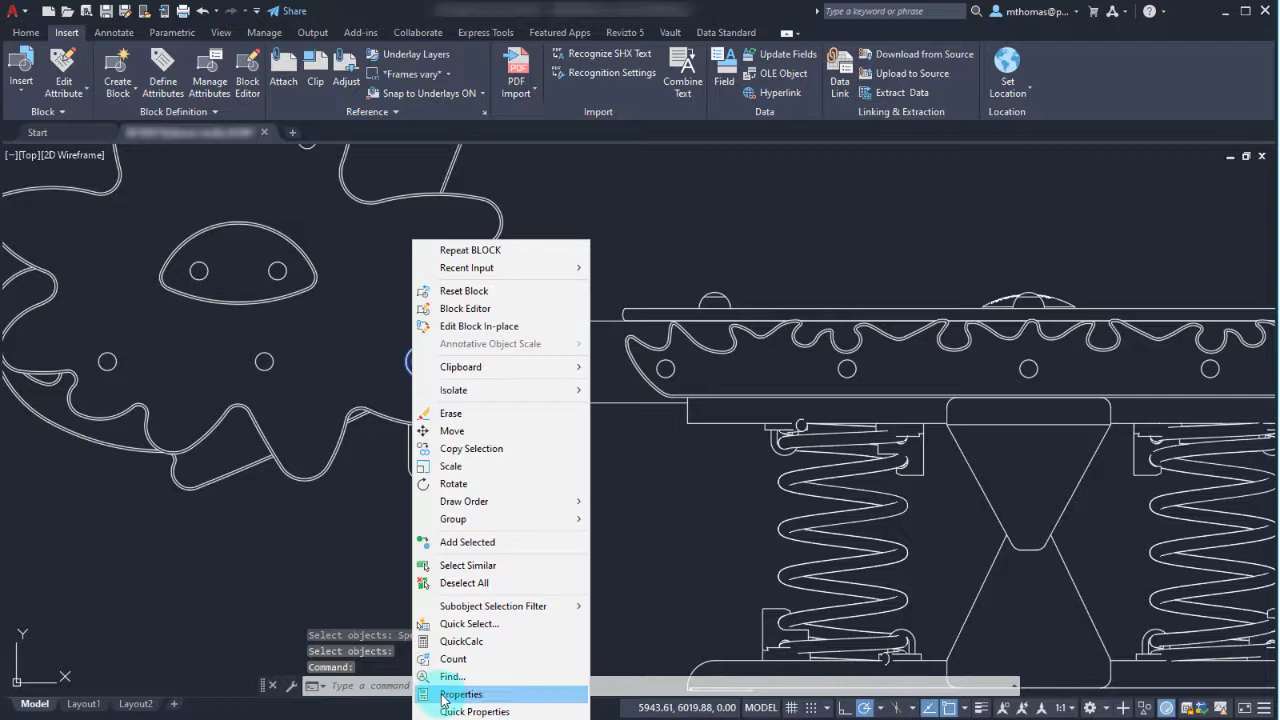 A Share Type a keyword or phrase mthomas@p...
Home Insert Annotate Parametric View Manage Output Add-ins Collaborate Express Tools Featured Apps Revizto 5 Vault Data Standard
Insert Edit Attribute Create Block Define Attributes Manage Attributes Block Editor Attach Clip Adjust Underlay Layers *Frames vary* Snap to Underlays ON PDF Import Recognize SHX Text Recognition Settings Combine Text Field Update Fields OLE Object Hyperlink Data Link Download from Source Upload to Source Extract Data Set Location
Block Block Definition Reference Import Data Linking & Extraction Location
Start
[−][Top][2D Wireframe]
Repeat BLOCK
Recent Input
Reset Block
Block Editor
Edit Block In-place
Annotative Object Scale
Clipboard
Isolate
Erase
Move
Copy Selection
Scale
Rotate
Draw Order
Group
Add Selected
Select Similar
Deselect All
Subobject Selection Filter
Quick Select...
QuickCalc
Count
Find...
Properties
Quick Properties
Y
X
Select objects:
Select objects:
Command:
Type a command
Model Layout1 Layout2 5943.61, 6019.88, 0.00 MODEL 1:1